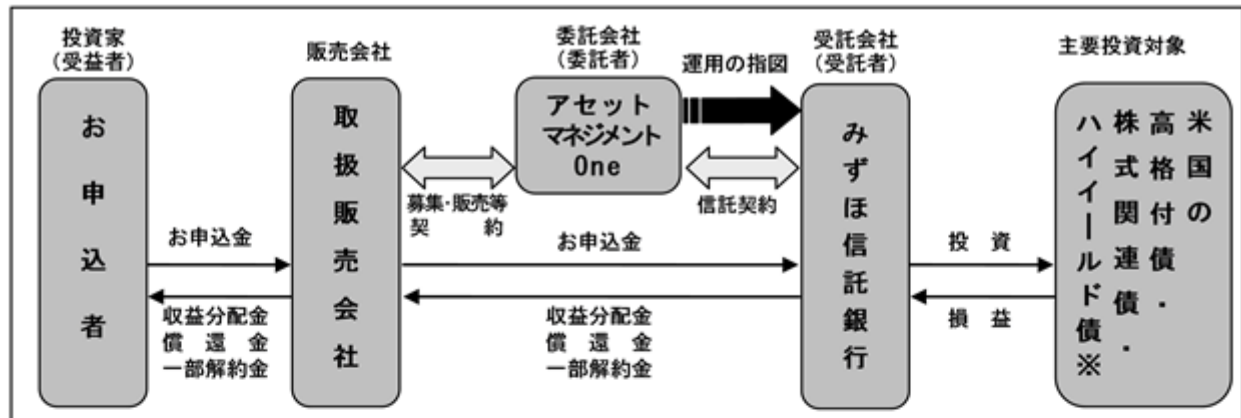 投資家
(受益者)
お申込者
お申込金
収益分配金
償還金
一部解約金
販売会社
取扱販売会社
募集・販売等
契約
委託会社
(委託者)
アセット
マネジメント
One
運用の指図
信託契約
お申込金
収益分配金
償還金
一部解約金
受託会社
(受託者)
みずほ信託銀行
投資
損益
主要投資対象
米国の
高格付債・
株式関連債・
ハイイールド債※